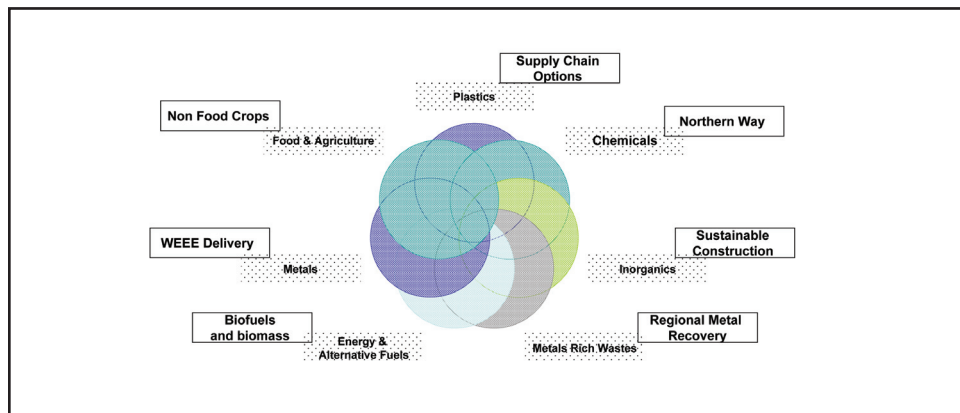 Supply Chain
Options
Plastics
Non Food Crops
Food & Agriculture
Northern Way
Chemicals
WEEE Delivery
Metals
Sustainable
Construction
Inorganics
Biofuels
and biomass
Energy &
Alternative Fuels
Regional Metal
Recovery
Metals Rich Wastes